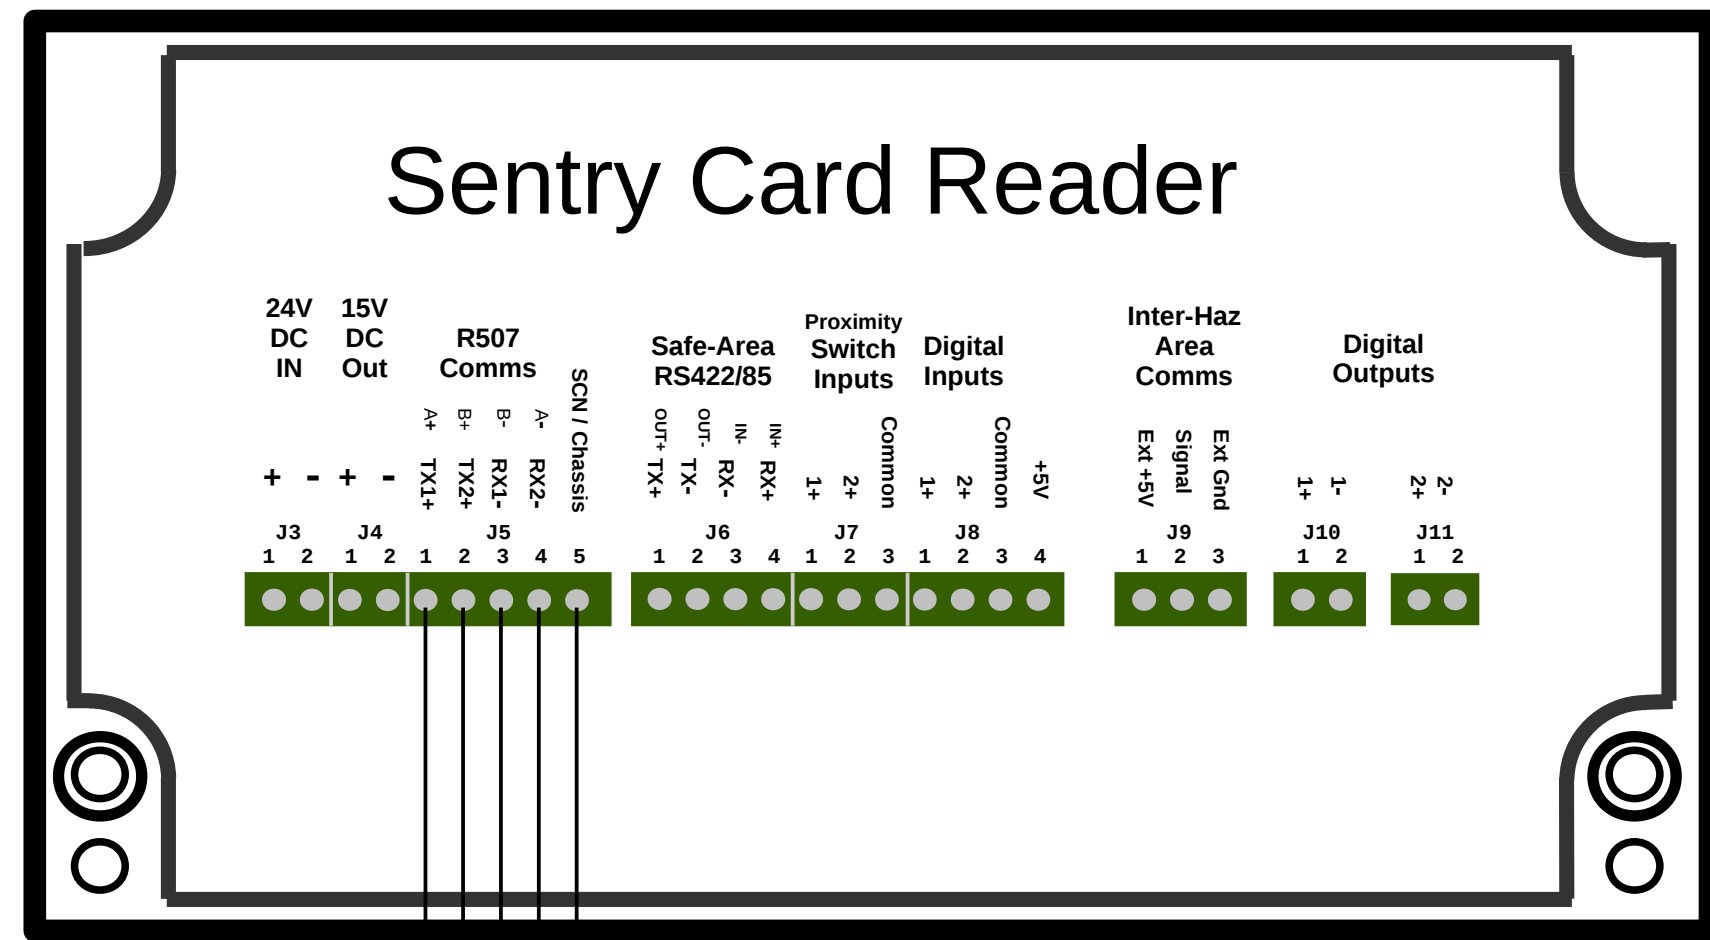 Sentry Card Reader
24V
DC
IN
15V
DC
Out
R507
Comms
Safe-Area
RS422/85
Proximity
Switch
Inputs
Digital
Inputs
Inter-Haz
Area
Comms
Digital
Outputs
+ - + -
A+ B+ B- A-
TX1+ TX2+ RX1- RX2- SCN / Chassis
OUT+ OUT- IN- IN+
TX+ TX- RX- RX+
1+ 2+ Common
1+ 2+ Common +5V
Ext +5V Signal Ext Gnd
1+ 1-
2+ 2-
J3 J4 J5 J6 J7 J8 J9 J10 J11
1 2 1 2 1 2 3 4 5 1 2 3 4 1 2 3 1 2 3 4 1 2 3 1 2 1 2